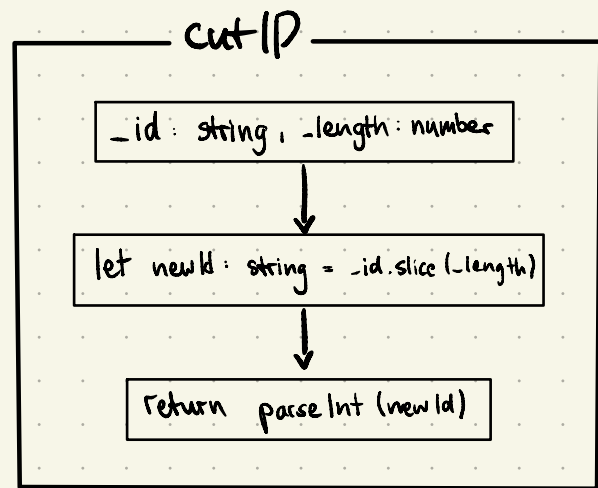 cutID
_id : string, _length : number
let newId : string = _id.slice (_length)
return parseInt (newId)